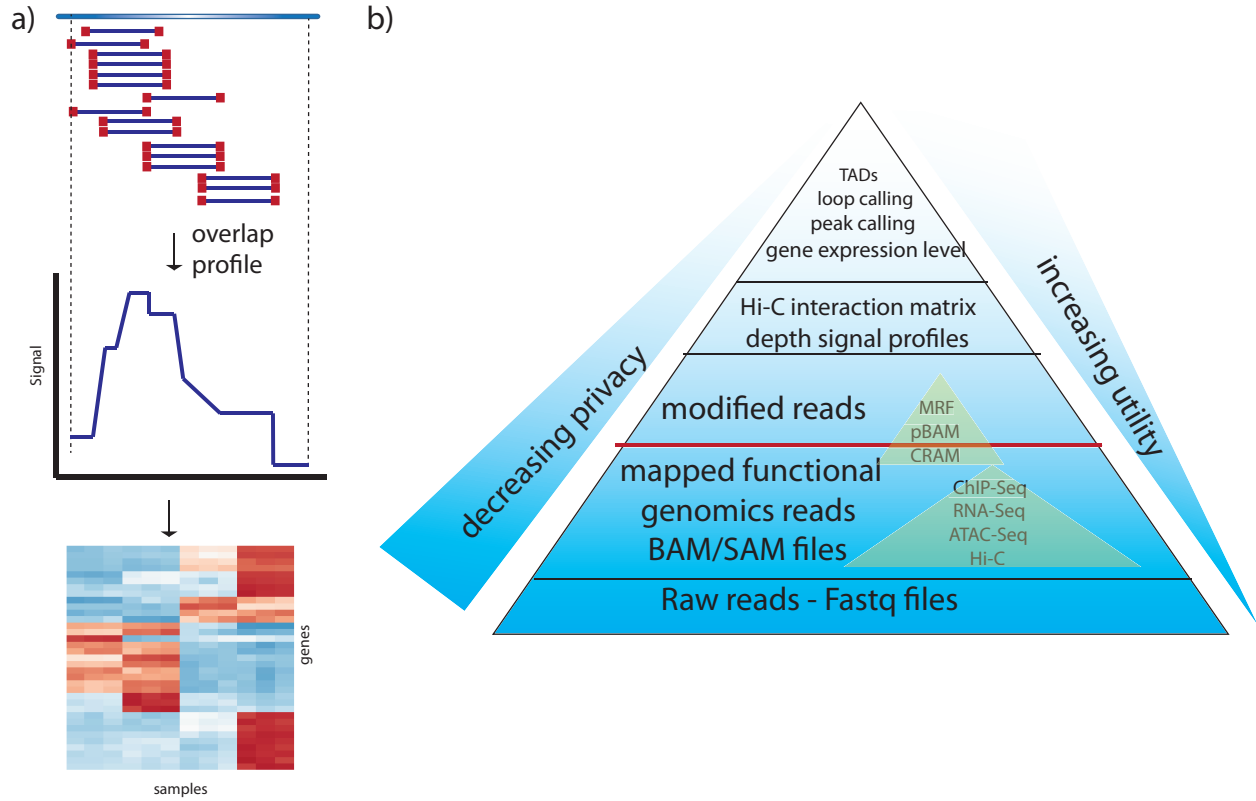 a)
overlap
profile
Signal
genes
samples
b)
TADs
loop calling
peak calling
gene expression level
Hi-C interaction matrix
depth signal profiles
modified reads
MRF
pBAM
CRAM
mapped functional
genomics reads
BAM/SAM files
ChIP-Seq
RNA-Seq
ATAC-Seq
Hi-C
Raw reads - Fastq files
decreasing privacy
increasing utility